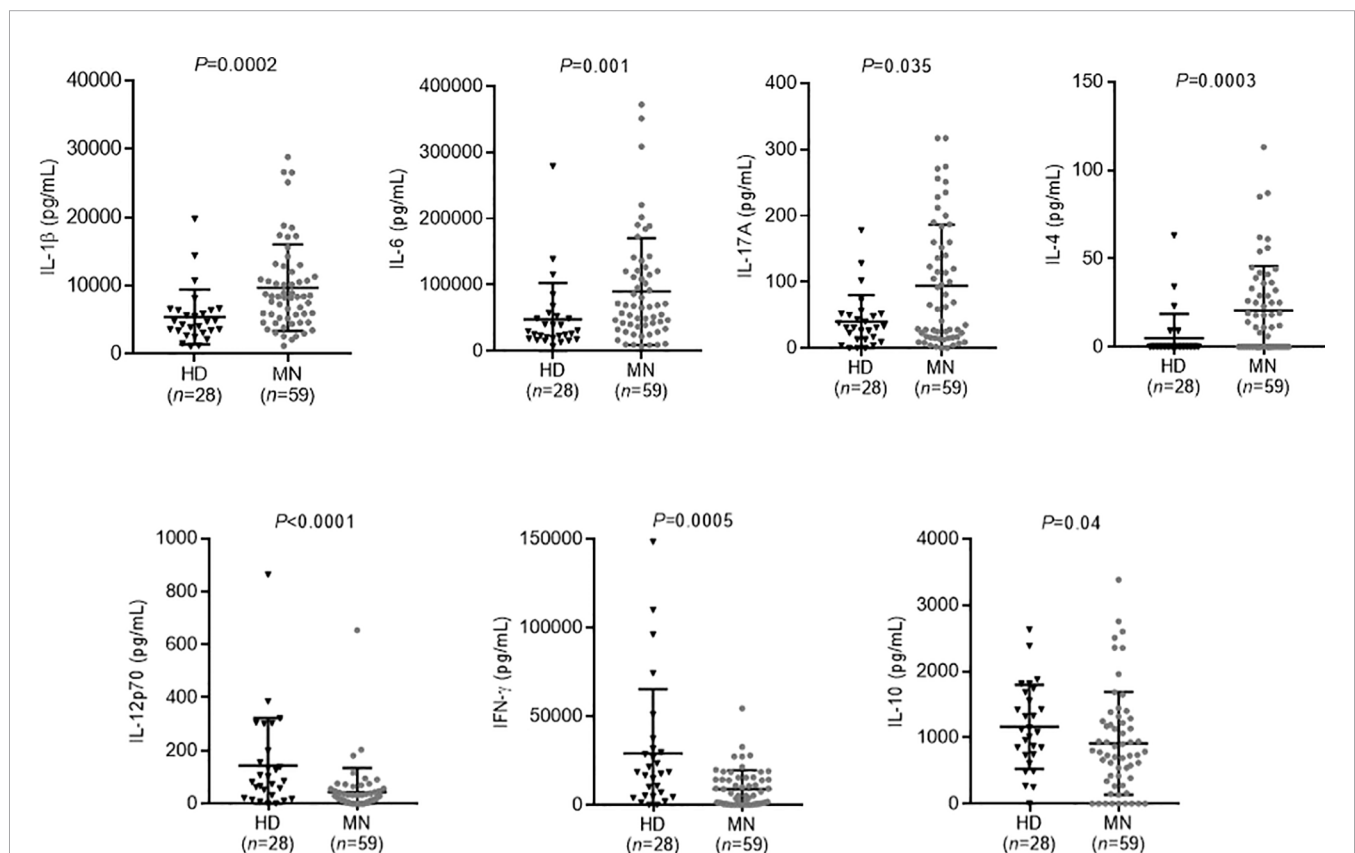 P=0.0002
40000
30000
20000
10000
0
IL-1β (pg/mL)
HD
(n=28)
MN
(n=59)
P=0.001
400000
300000
200000
100000
0
IL-6 (pg/mL)
HD
(n=28)
MN
(n=59)
P=0.035
400
300
200
100
0
IL-17A (pg/mL)
HD
(n=28)
MN
(n=59)
P=0.0003
150
100
50
0
IL-4 (pg/mL)
HD
(n=28)
MN
(n=59)
P<0.0001
1000
800
600
400
200
0
IL-12p70 (pg/mL)
HD
(n=28)
MN
(n=59)
P=0.0005
150000
100000
50000
0
IFN-γ (pg/mL)
HD
(n=28)
MN
(n=59)
P=0.04
4000
3000
2000
1000
0
IL-10 (pg/mL)
HD
(n=28)
MN
(n=59)